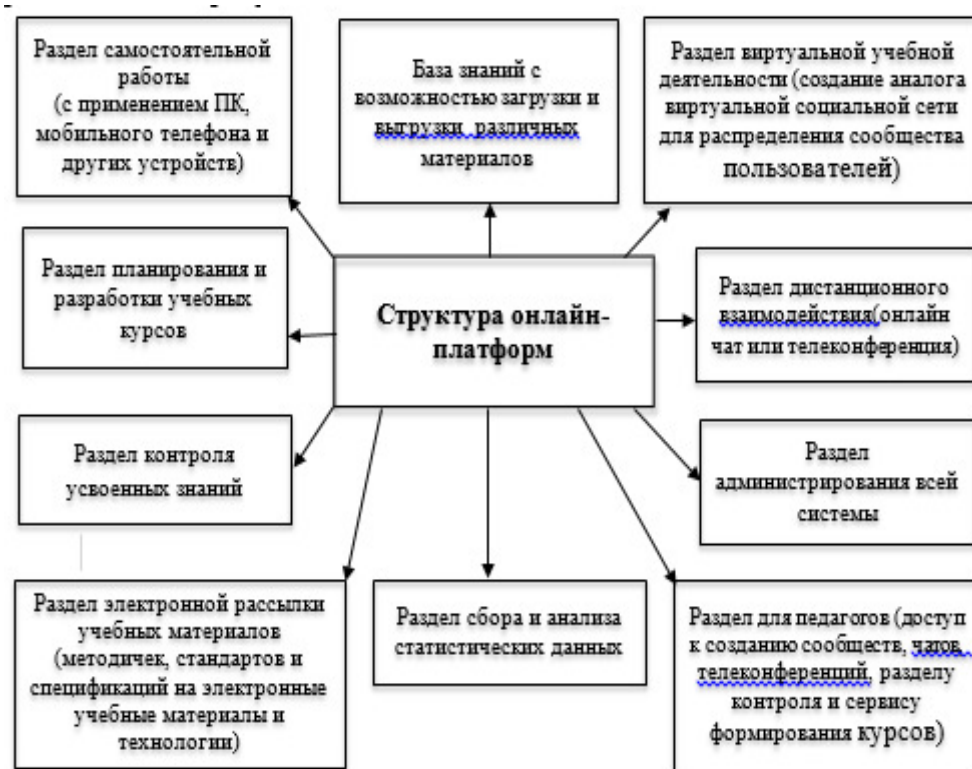 Раздел самостоятельной
работы
(с применением ПК,
мобильного телефона и
других устройств)
База знаний с
возможностью загрузки и
выгрузки различных
материалов
Раздел виртуальной учебной
деятельности (создание аналога
виртуальной социальной сети
для распределения сообщества
пользователей)
Раздел планирования и
разработки учебных
курсов
Структура онлайн-
платформ
Раздел дистанционного
взаимодействия(онлайн
чат или телеконференция)
Раздел контроля
усвоенных знаний
Раздел
администрирования всей
системы
Раздел электронной рассылки
учебных материалов
(методичек, стандартов и
спецификаций на электронные
учебные материалы и
технологии)
Раздел сбора и анализа
статистических данных
Раздел для педагогов (доступ
к созданию сообществ, чатов,
телеконференций, разделу
контроля и сервису
формирования курсов)